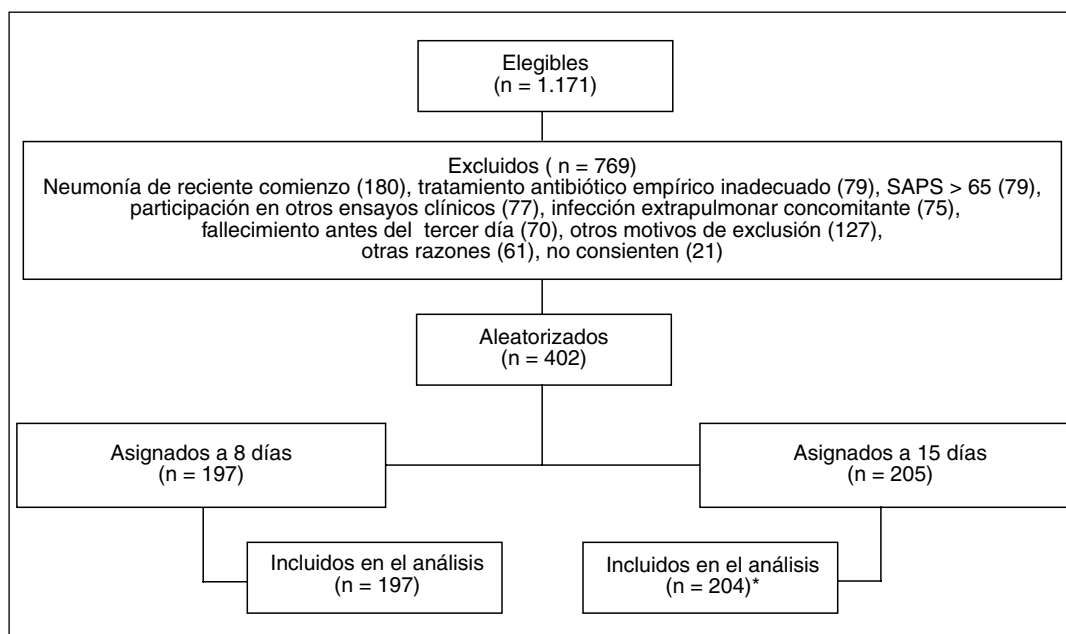 Elegibles
(n = 1.171)
Excluidos ( n = 769)
Neumonía de reciente comienzo (180), tratamiento antibiótico empírico inadecuado (79), SAPS > 65 (79),
participación en otros ensayos clínicos (77), infección extrapulmonar concomitante (75),
fallecimiento antes del tercer día (70), otros motivos de exclusión (127),
otras razones (61), no consienten (21)
Aleatorizados
(n = 402)
Asignados a 8 días
(n = 197)
Asignados a 15 días
(n = 205)
Incluidos en el análisis
(n = 197)
Incluidos en el análisis
(n = 204)*